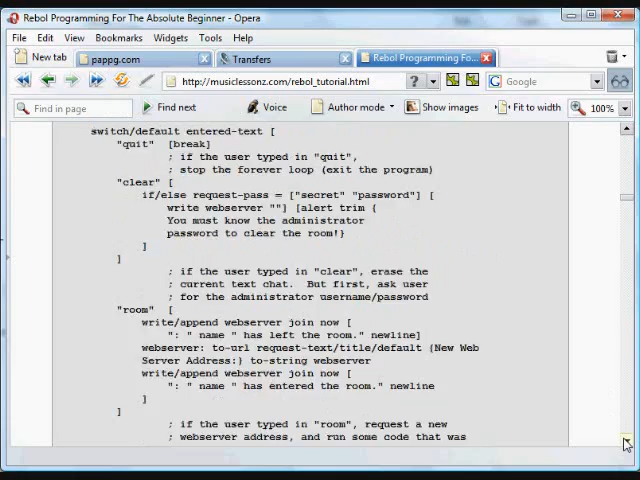 Rebol Programming For The Absolute Beginner - Opera
File Edit View Bookmarks Widgets Tools Help
New tab pappg.com Transfers Rebol Programming Fo...
http://musiclessonz.com/rebol_tutorial.html ? Google
Find in page Find next Voice Author mode Show images Fit to width 100%
switch/default entered-text [
"quit" [break]
; if the user typed in "quit",
; stop the forever loop (exit the program)
"clear" [
if/else request-pass = ["secret" "password"] [
write webserver ""] [alert trim {
You must know the administrator
password to clear the room!}
]
]
; if the user typed in "clear", erase the
; current text chat. But first, ask user
; for the administrator username/password
"room" [
write/append webserver join now [
": " name " has left the room." newline]
webserver: to-url request-text/title/default {New Web
Server Address:} to-string webserver
write/append webserver join now [
": " name " has entered the room." newline
]
]
; if the user typed in "room", request a new
; webserver address, and run some code that was